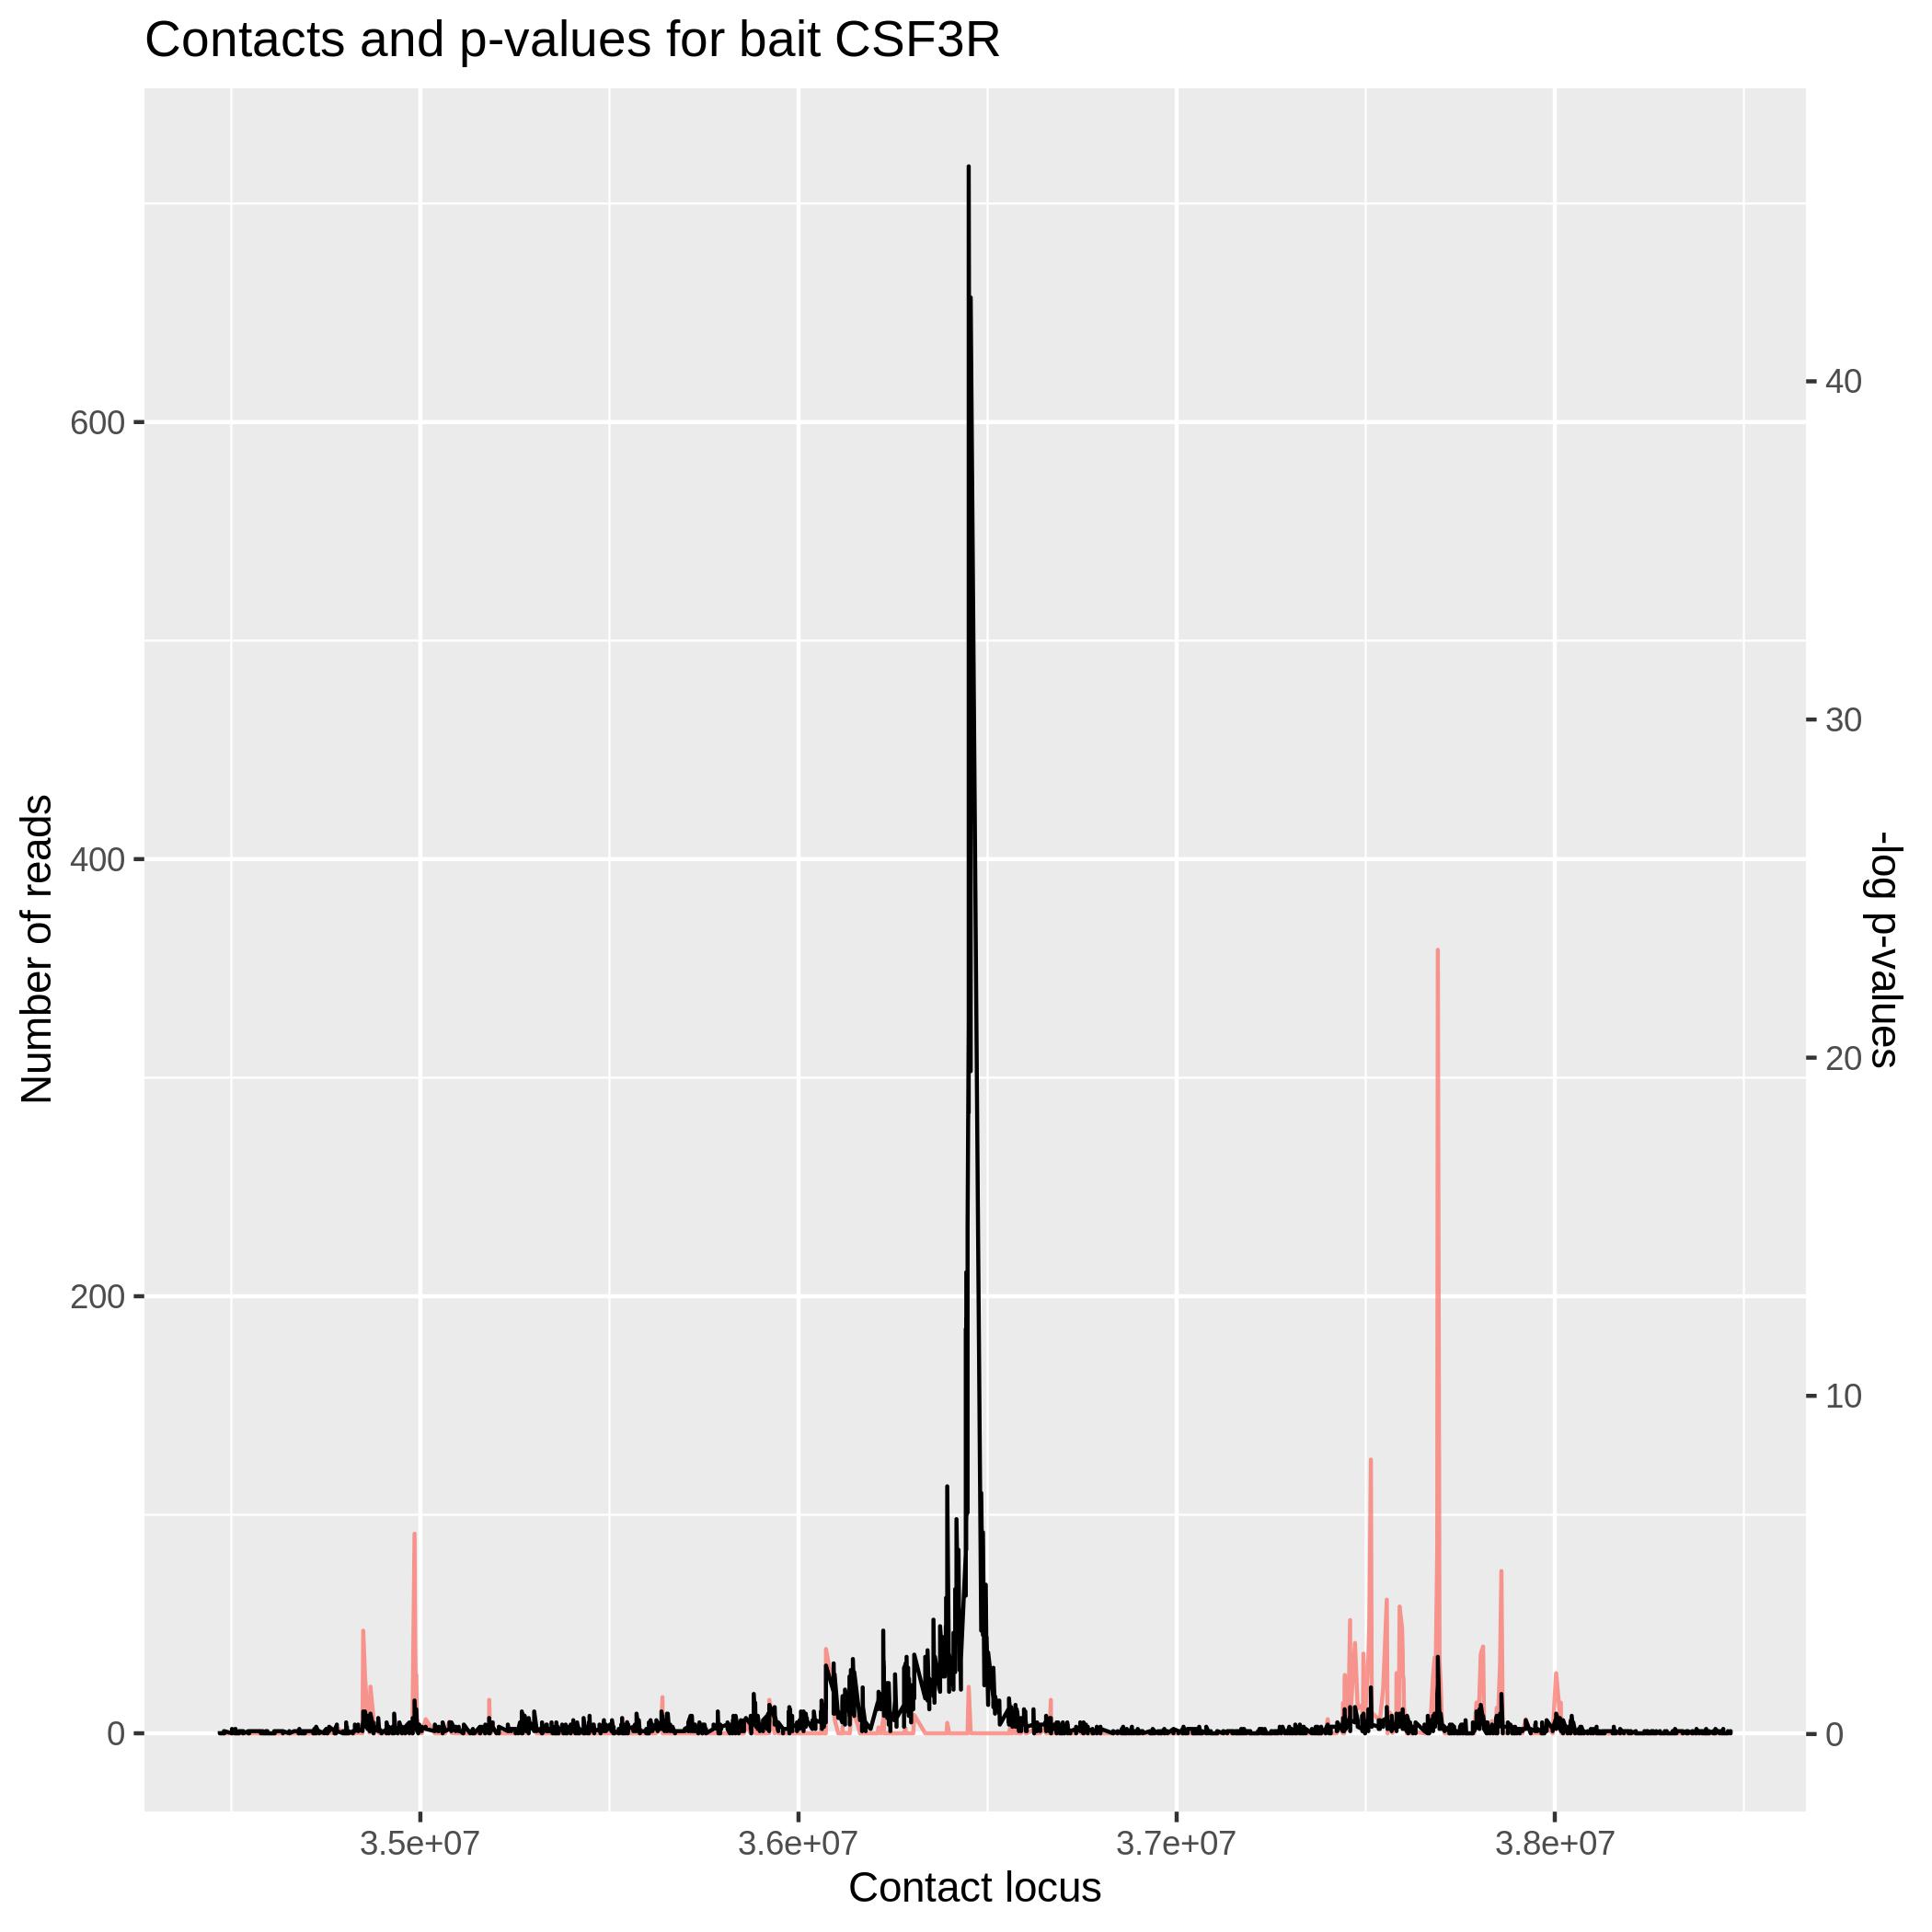 Contacts and p-values for bait CSF3R
Number of reads
600
400
200
0
40
30
20
10
0
-log p-values
3.5e+07
3.6e+07
3.7e+07
3.8e+07
Contact locus